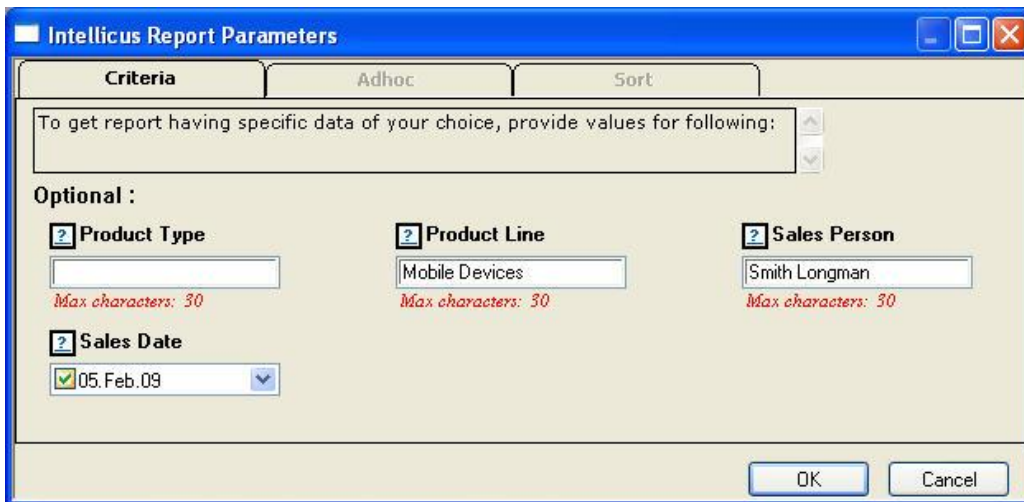 Intellicus Report Parameters
Criteria Adhoc Sort
To get report having specific data of your choice, provide values for following:
Optional :
? Product Type ? Product Line ? Sales Person
Mobile Devices Smith Longman
Max characters: 30 Max characters: 30 Max characters: 30
? Sales Date
05.Feb.09
OK Cancel